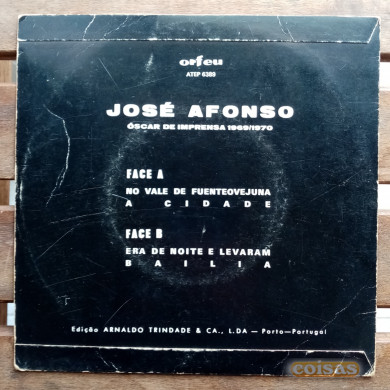 orfeu
ATEP 6383
JOSÉ AFONSO
ÓSCAR DE IMPRENSA 1969/1970
FACE A
NO VALE DE FUENTEOVEJUNA
A CIDADE
FACE B
ERA DE NOITE E LEVARAM
BAILIA
Edição ARNALDO TRINDADE & CA., L.DA — Porto—Portugal
coisas